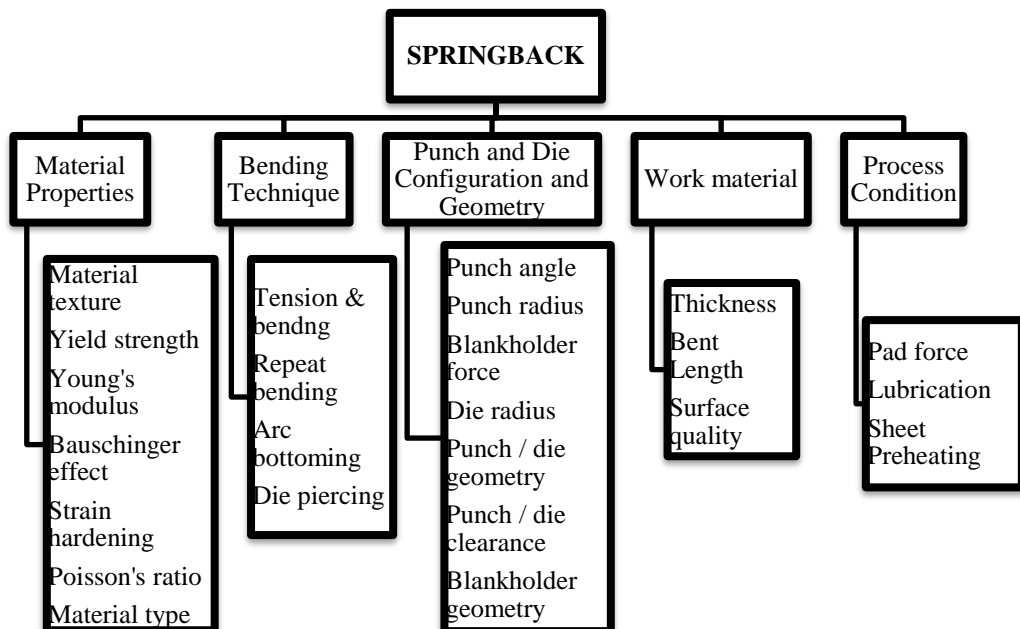 SPRINGBACK
Material
Properties
Bending
Technique
Punch and Die
Configuration and
Geometry
Work material
Process
Condition
Material
texture
Yield strength
Young's
modulus
Bauschinger
effect
Strain
hardening
Poisson's ratio
Material type
Tension &
bendng
Repeat
bending
Arc
bottoming
Die piercing
Punch angle
Punch radius
Blankholder
force
Die radius
Punch / die
geometry
Punch / die
clearance
Blankholder
geometry
Thickness
Bent
Length
Surface
quality
Pad force
Lubrication
Sheet
Preheating